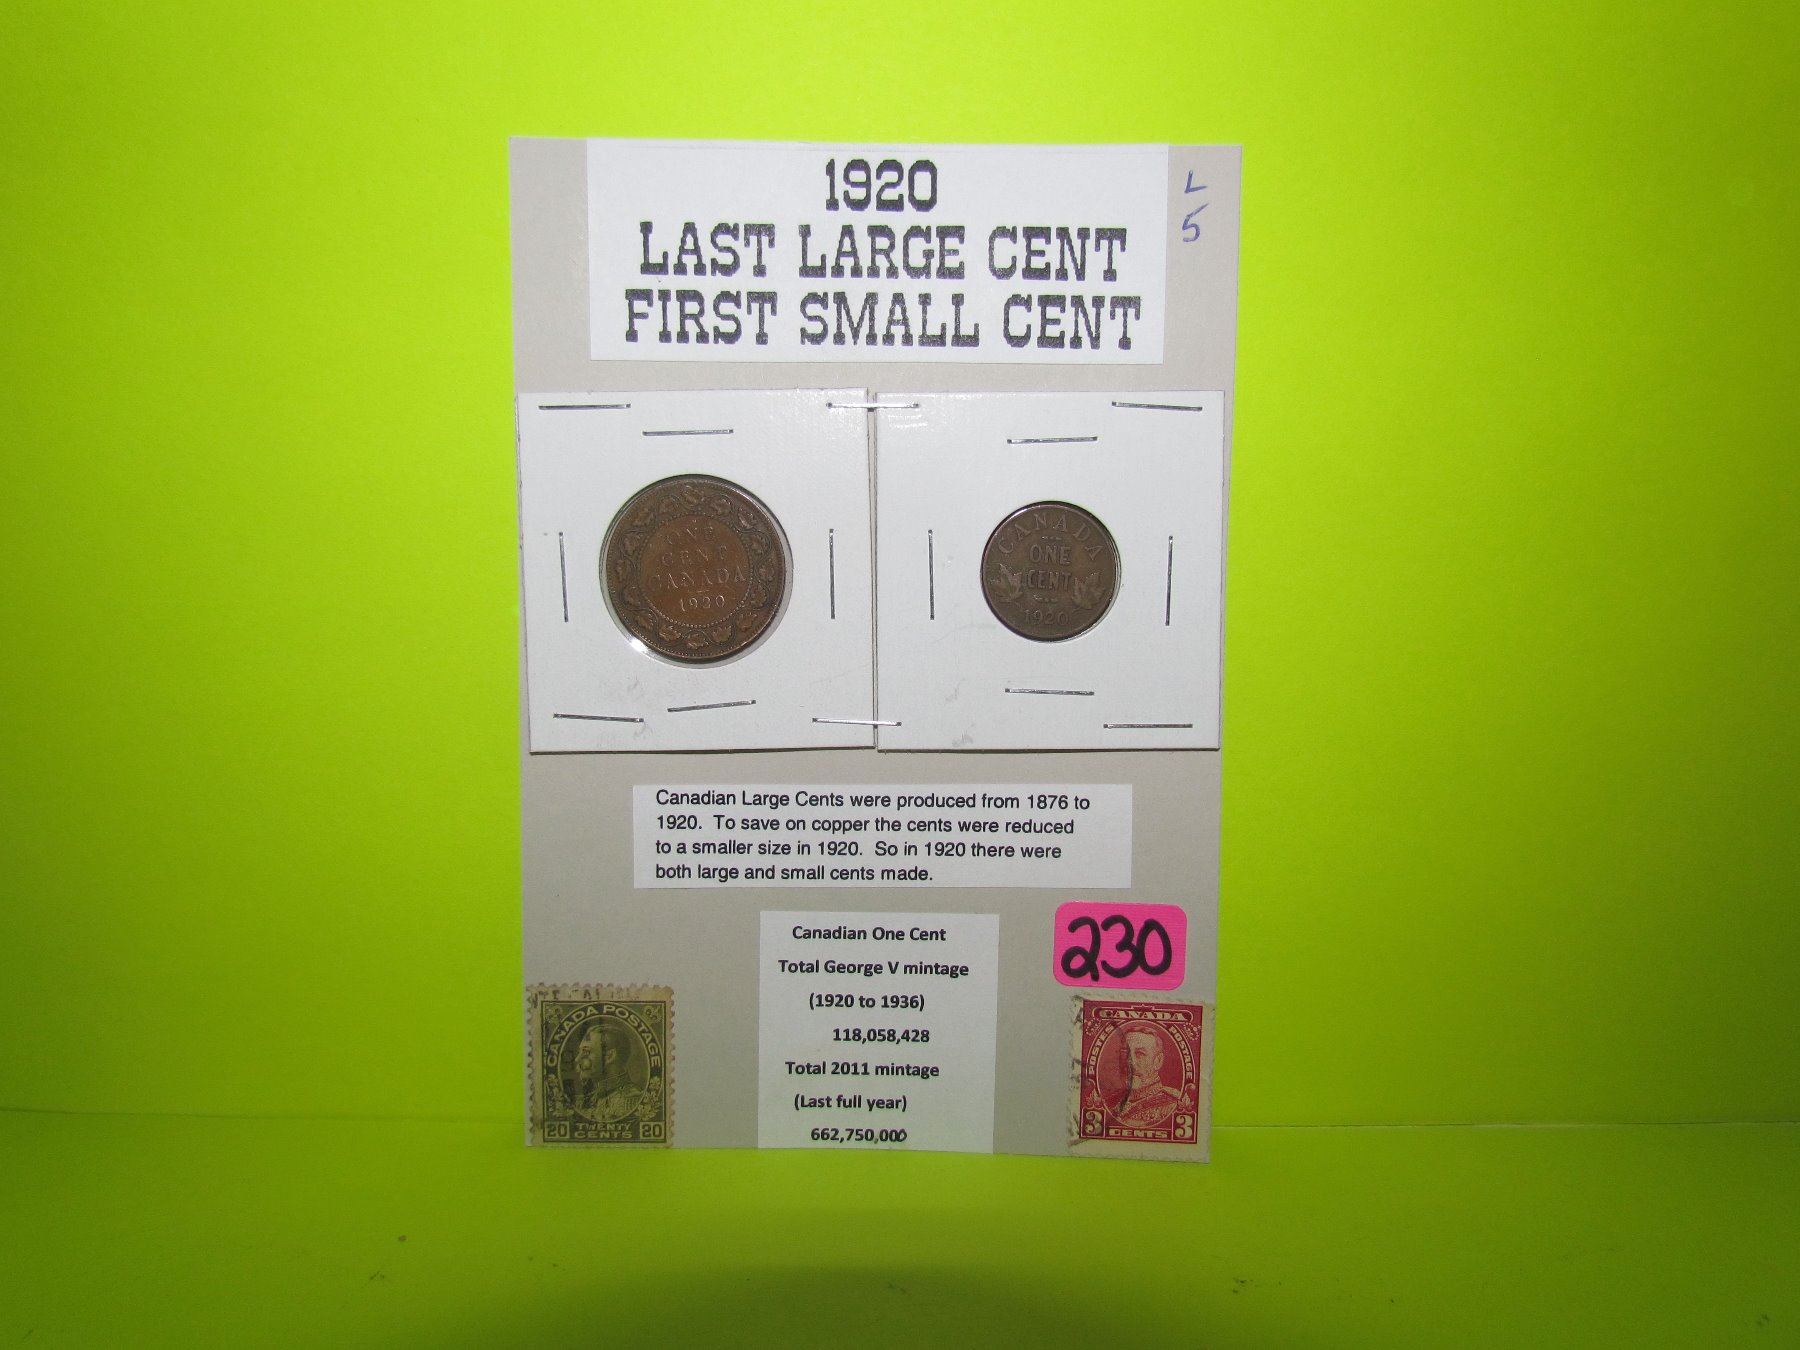 1920
LAST LARGE CENT
FIRST SMALL CENT
L
5
ONE
CENT
CANADA
1920
CANADA
ONE
CENT
1920
Canadian Large Cents were produced from 1876 to
1920. To save on copper the cents were reduced
to a smaller size in 1920. So in 1920 there were
both large and small cents made.
230
Canadian One Cent
Total George V mintage
(1920 to 1936)
118,058,428
Total 2011 mintage
(Last full year)
662,750,000
CANADA POSTAGE
20 TWENTY CENTS 20
CANADA
POSTES POSTAGE
3 CENTS 3